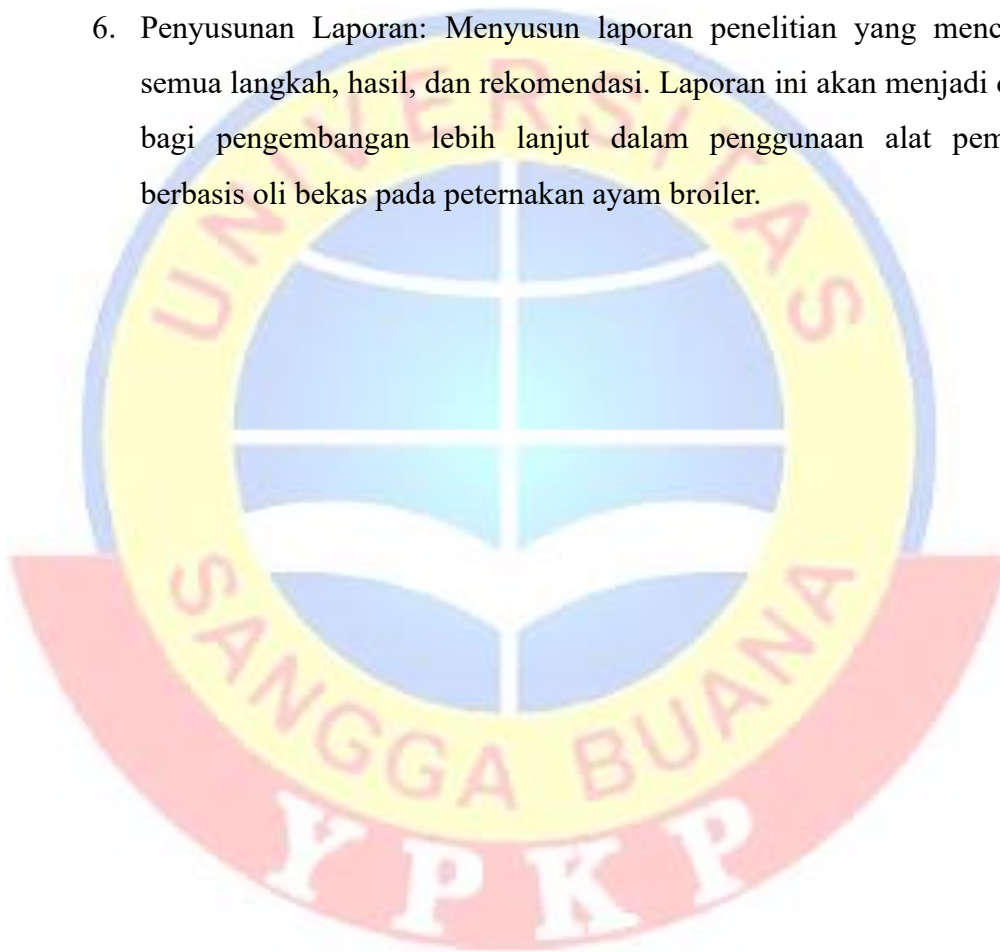 6. Penyusunan Laporan: Menyusun laporan penelitian yang menc
semua langkah, hasil, dan rekomendasi. Laporan ini akan menjadi
bagi pengembangan lebih lanjut dalam penggunaan alat pem
berbasis oli bekas pada peternakan ayam broiler.
UNIVERSITAS
SANGGA BUANA
YPKP